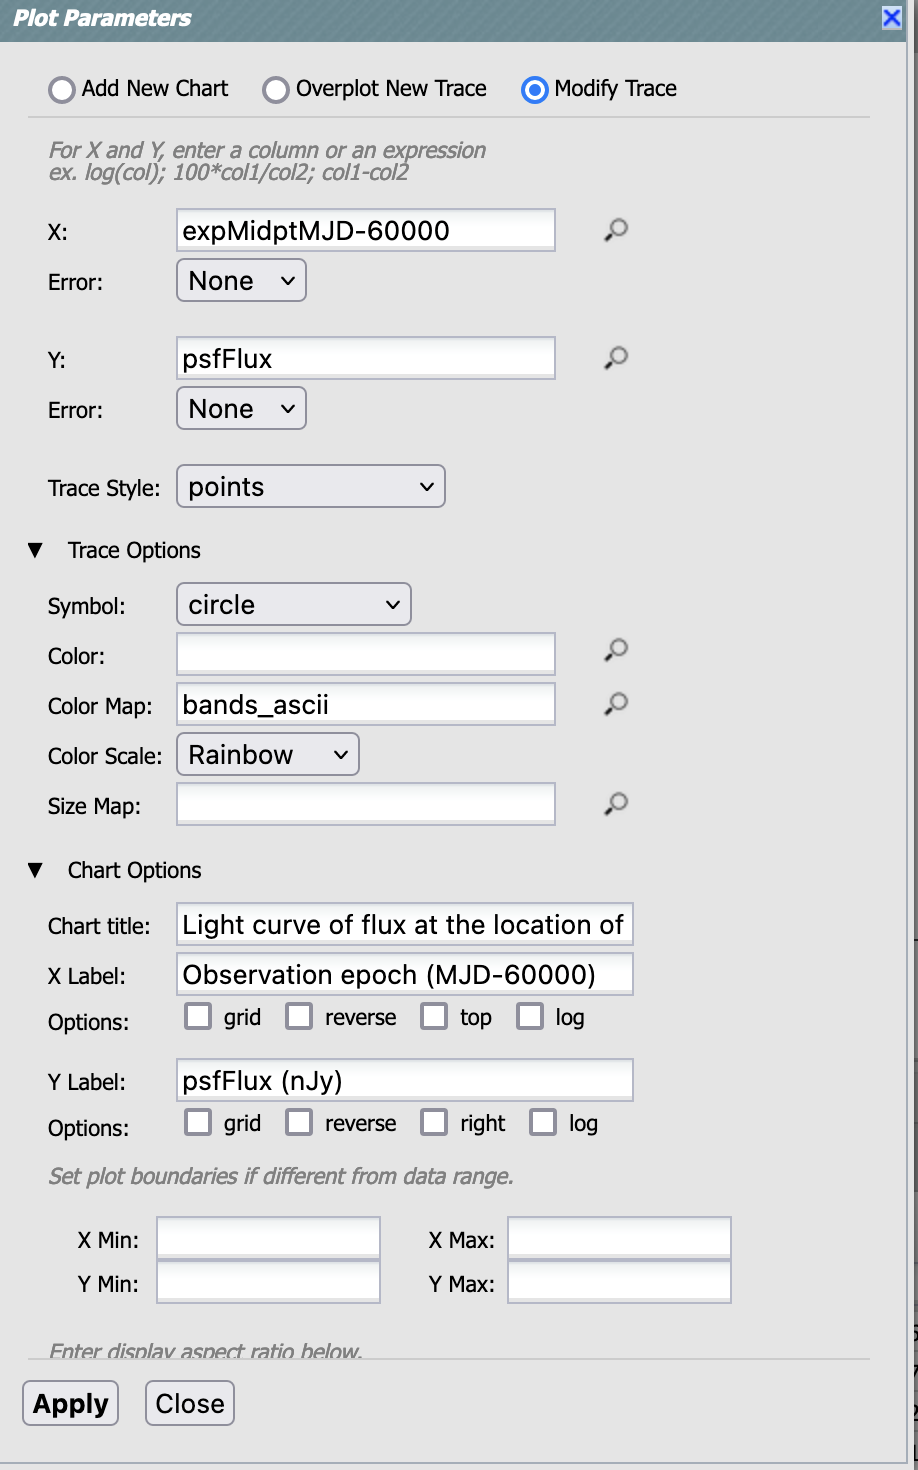 Plot Parameters
Add New Chart Overplot New Trace Modify Trace
For X and Y, enter a column or an expression
ex. log(col); 100*col1/col2; col1-col2
X: expMidptMJD-60000
Error: None
Y: psfFlux
Error: None
Trace Style: points
Trace Options
Symbol: circle
Color:
Color Map: bands_ascii
Color Scale: Rainbow
Size Map:
Chart Options
Chart title: Light curve of flux at the location of
X Label: Observation epoch (MJD-60000)
Options: grid reverse top log
Y Label: psfFlux (nJy)
Options: grid reverse right log
Set plot boundaries if different from data range.
X Min: X Max:
Y Min: Y Max:
Enter display aspect ratio below.
Apply Close